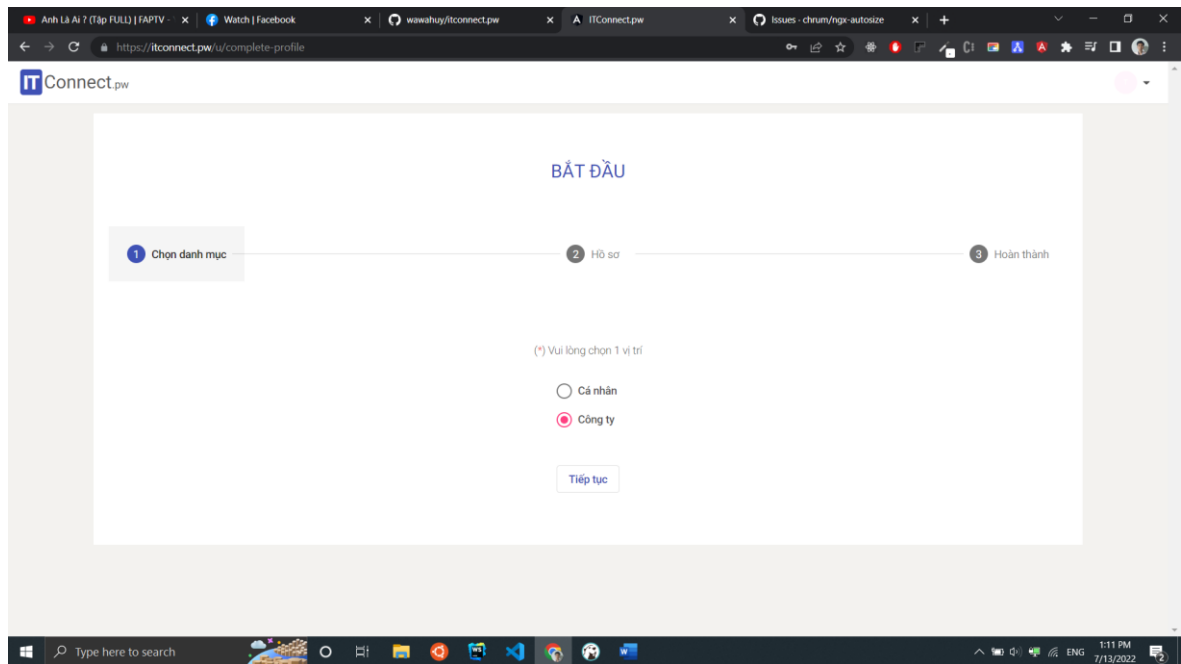 Anh Là Ai ? (Tập FULL) | FAPTV -
Watch | Facebook
wawahuy/itconnect.pw
ITConnect.pw
Issues · chrum/ngx-autosize
https://itconnect.pw/u/complete-profile
ITConnect.pw
BẮT ĐẦU
1 Chọn danh mục
2 Hồ sơ
3 Hoàn thành
(*) Vui lòng chọn 1 vị trí
Cá nhân
Công ty
Tiếp tục
Type here to search
ENG
1:11 PM
7/13/2022